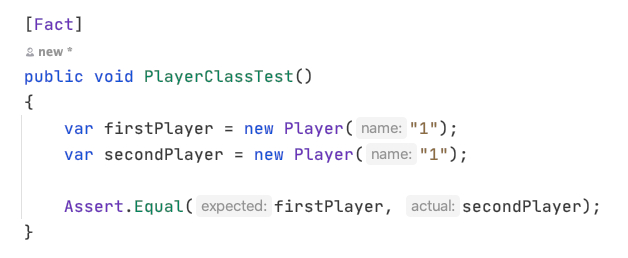 [Fact]
new *
public void PlayerClassTest()
{
    var firstPlayer = new Player( name: "1");
    var secondPlayer = new Player( name: "1");
    Assert.Equal( expected: firstPlayer, actual: secondPlayer);
}